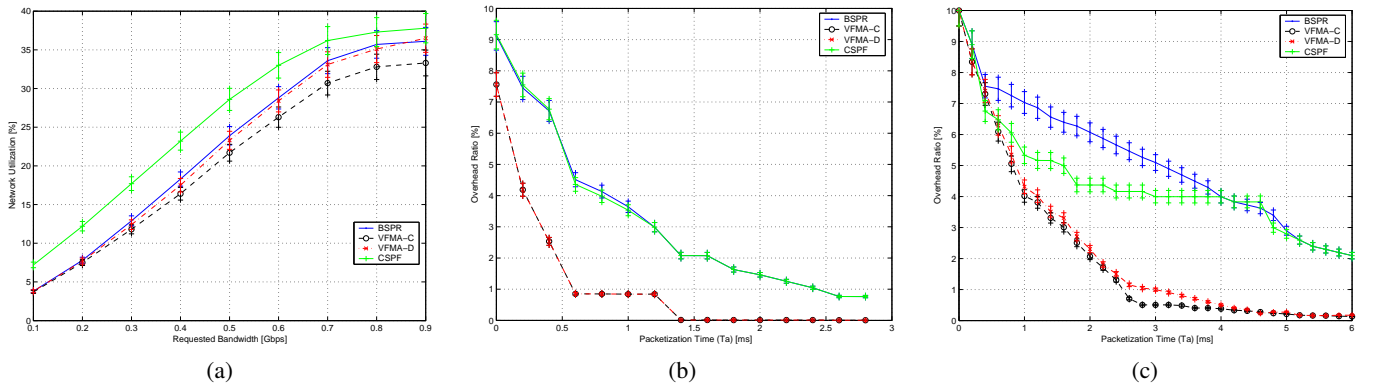 40
35
30
25
20
15
10
5
0
0.1
0.2
0.3
0.4
0.5
0.6
0.7
0.8
0.9
Network Utilization [%]
Requested Bandwidth [Gbps]
BSPR
VFMA-C
VFMA-D
CSPF
(a)
10
9
8
7
6
5
4
3
2
1
0
0
0.5
1
1.5
2
2.5
3
Overhead Ratio [%]
Packetization Time (Ta) [ms]
BSPR
VFMA-C
VFMA-D
CSPF
(b)
10
9
8
7
6
5
4
3
2
1
0
0
1
2
3
4
5
6
Overhead Ratio [%]
Packetization Time (Ta) [ms]
BSPR
VFMA-C
VFMA-D
CSPF
(c)